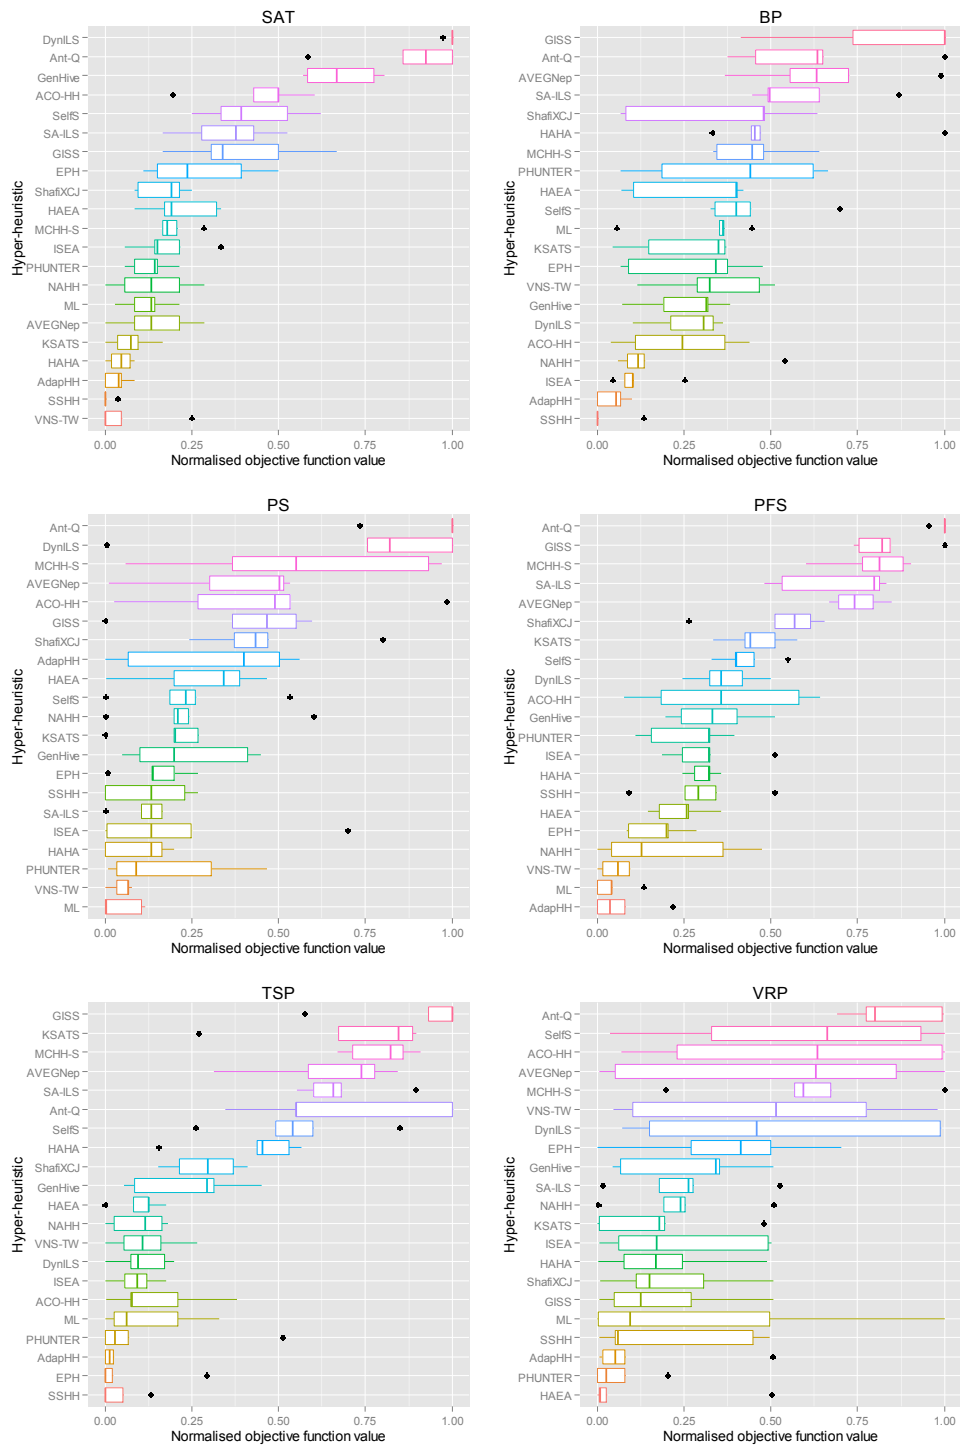 SAT
Hyper-heuristic
DynILS
Ant-Q
GenHive
ACO-HH
SelfS
SA-ILS
GISS
EPH
ShafiXCJ
HAEA
MCHH-S
ISEA
PHUNTER
NAHH
ML
AVEGNep
KSATS
HAHA
AdapHH
SSHH
VNS-TW
0.00 0.25 0.50 0.75 1.00
Normalised objective function value
BP
Hyper-heuristic
GISS
Ant-Q
AVEGNep
SA-ILS
ShafiXCJ
HAHA
MCHH-S
PHUNTER
HAEA
SelfS
ML
KSATS
EPH
VNS-TW
GenHive
DynILS
ACO-HH
NAHH
ISEA
AdapHH
SSHH
0.00 0.25 0.50 0.75 1.00
Normalised objective function value
PS
Hyper-heuristic
Ant-Q
DynILS
MCHH-S
AVEGNep
ACO-HH
GISS
ShafiXCJ
AdapHH
HAEA
SelfS
NAHH
KSATS
GenHive
EPH
SSHH
SA-ILS
ISEA
HAHA
PHUNTER
VNS-TW
ML
0.00 0.25 0.50 0.75 1.00
Normalised objective function value
PFS
Hyper-heuristic
Ant-Q
GISS
MCHH-S
SA-ILS
AVEGNep
ShafiXCJ
KSATS
SelfS
DynILS
ACO-HH
GenHive
PHUNTER
ISEA
HAHA
SSHH
HAEA
EPH
NAHH
VNS-TW
ML
AdapHH
0.00 0.25 0.50 0.75 1.00
Normalised objective function value
TSP
Hyper-heuristic
GISS
KSATS
MCHH-S
AVEGNep
SA-ILS
Ant-Q
SelfS
HAHA
ShafiXCJ
GenHive
HAEA
NAHH
VNS-TW
DynILS
ISEA
ACO-HH
ML
PHUNTER
AdapHH
EPH
SSHH
0.00 0.25 0.50 0.75 1.00
Normalised objective function value
VRP
Hyper-heuristic
Ant-Q
SelfS
ACO-HH
AVEGNep
MCHH-S
VNS-TW
DynILS
EPH
GenHive
SA-ILS
NAHH
KSATS
ISEA
HAHA
ShafiXCJ
GISS
ML
SSHH
AdapHH
PHUNTER
HAEA
0.00 0.25 0.50 0.75 1.00
Normalised objective function value